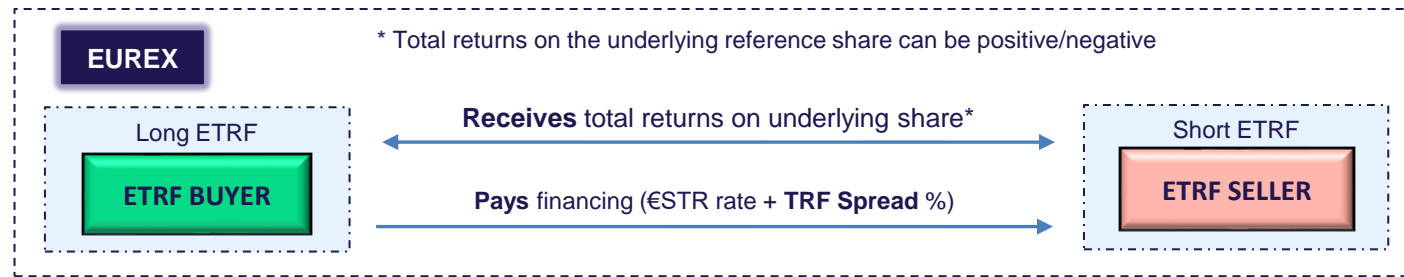 * Total returns on the underlying reference share can be positive/negative
EUREX
Long ETRF
Receives total returns on underlying share*
Short ETRF
ETRF BUYER
ETRF SELLER
Pays financing (€STR rate + TRF Spread %)